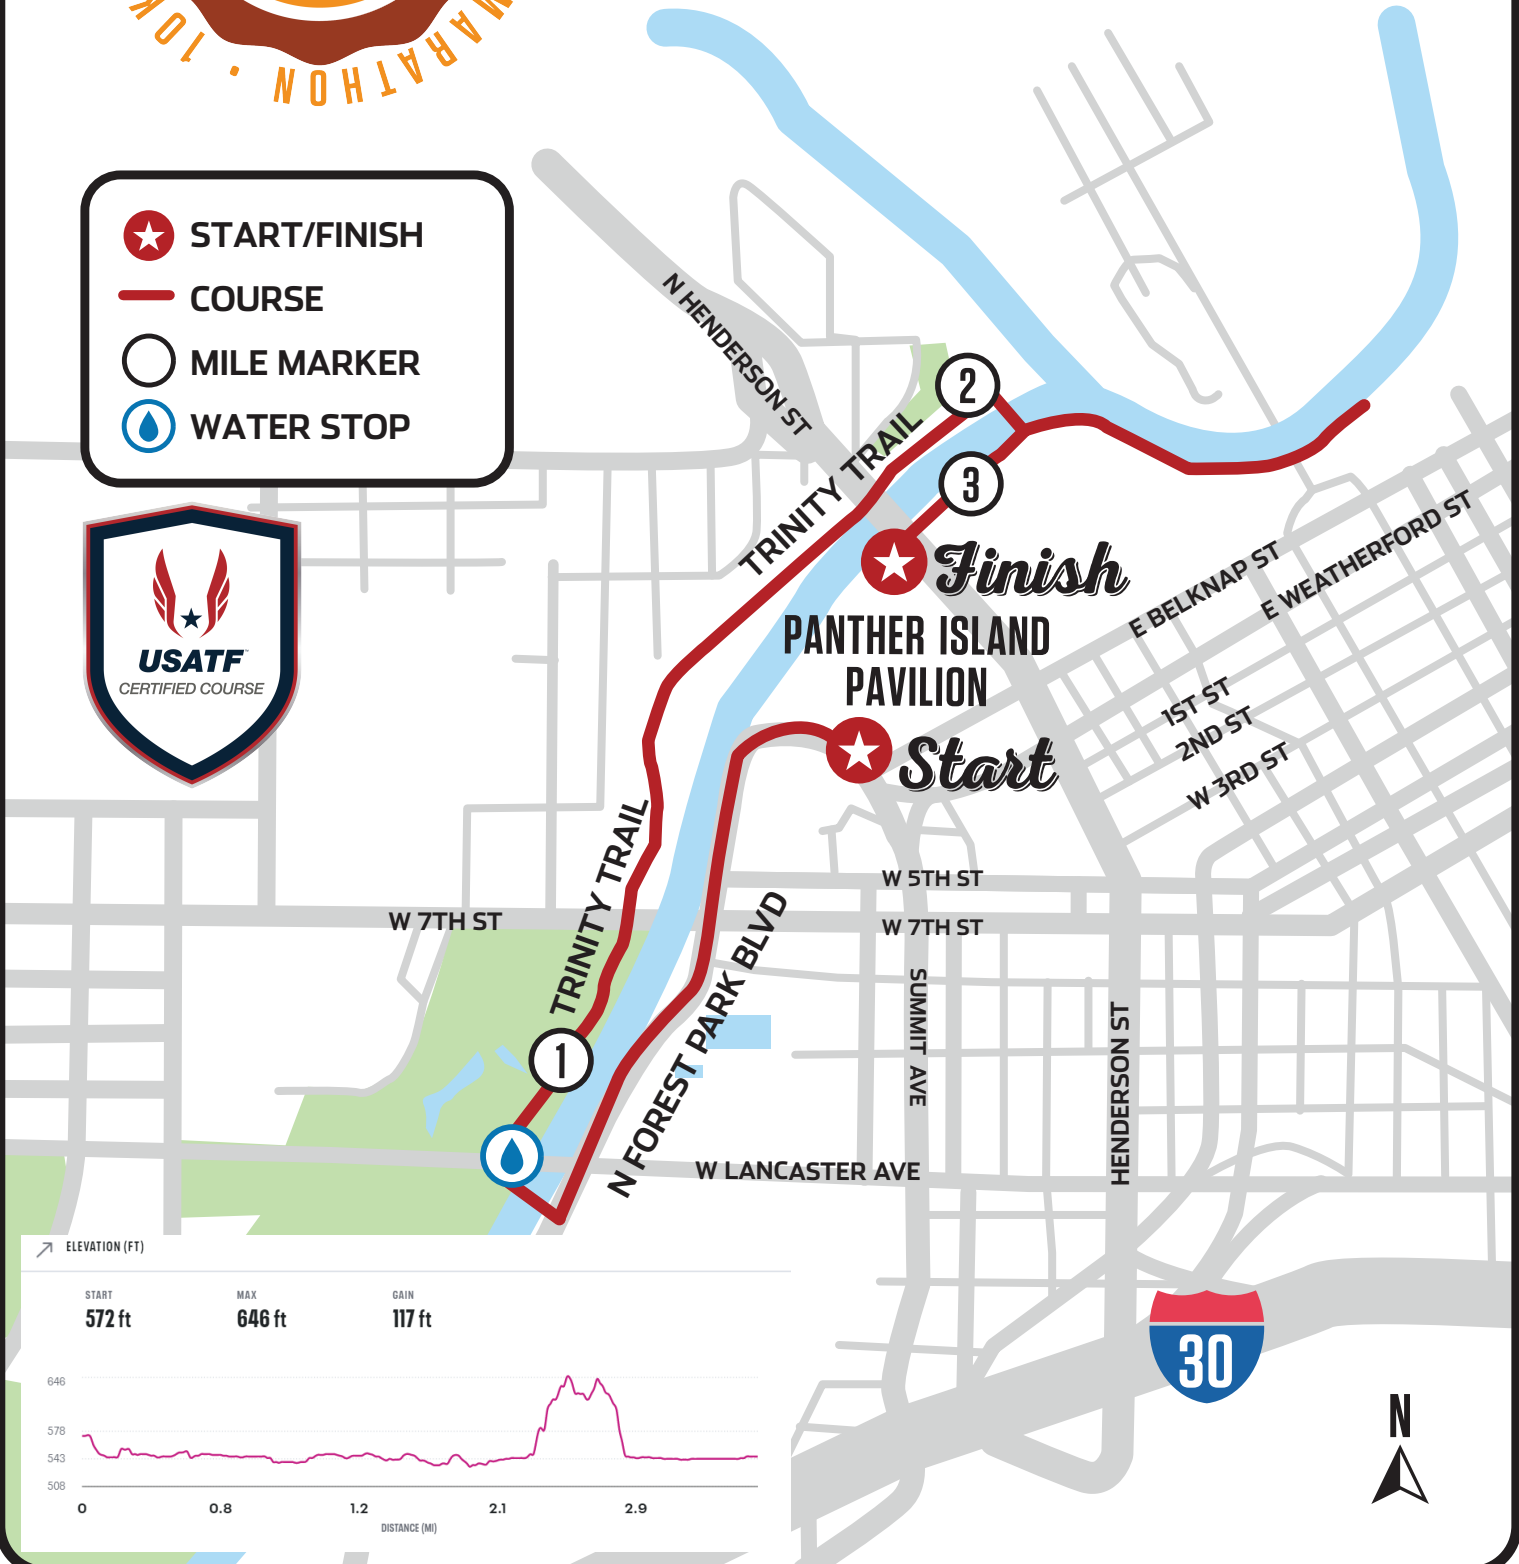 MARATHON • 10K
START/FINISH
COURSE
MILE MARKER
WATER STOP
USATF
CERTIFIED COURSE
N HENDERSON ST
2
TRINITY TRAIL
3
Finish
PANTHER ISLAND
PAVILION
Start
E BELKNAP ST
E WEATHERFORD ST
1ST ST
2ND ST
W 3RD ST
TRINITY TRAIL
W 5TH ST
W 7TH ST
W 7TH ST
1
N FOREST PARK BLVD
SUMMIT AVE
HENDERSON ST
W LANCASTER AVE
ELEVATION (FT)
START
MAX
GAIN
572 ft
646 ft
117 ft
646
578
543
508
0
0.8
1.2
2.1
2.9
DISTANCE (MI)
30
N